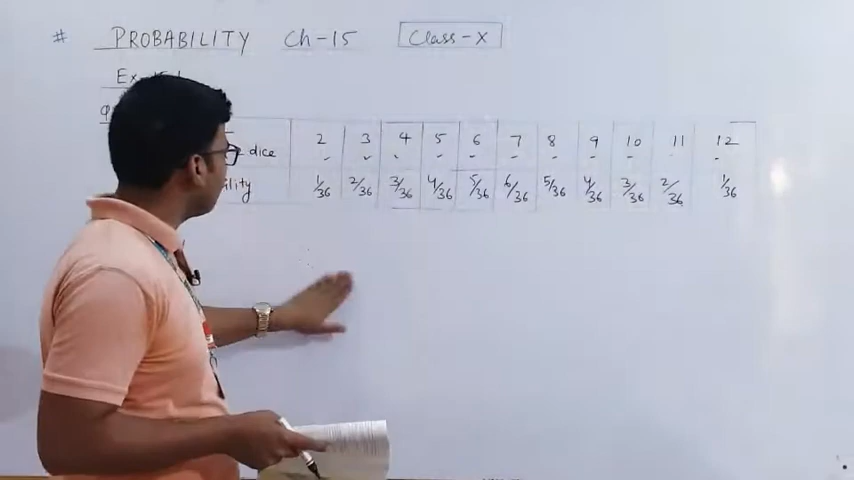 # PROBABILITY Ch-15 Class-X
Ex
dice 2 3 4 5 6 7 8 9 10 11 12
ility 1/36 2/36 3/36 4/36 5/36 6/36 5/36 4/36 3/36 2/36 1/36